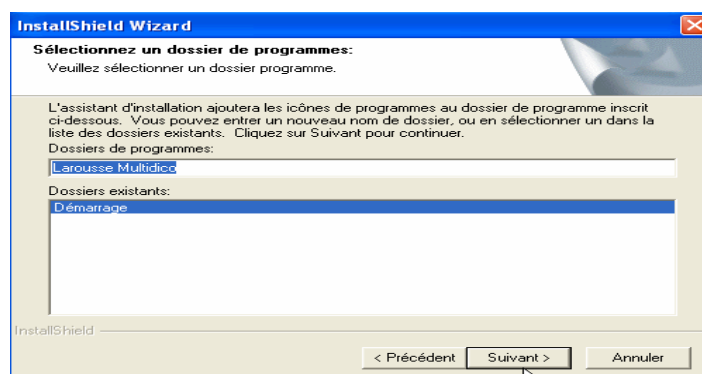 InstallShield Wizard
Sélectionnez un dossier de programmes:
Veuillez sélectionner un dossier programme.
L'assistant d'installation ajoutera les icônes de programmes au dossier de programme inscrit
ci-dessous. Vous pouvez entrer un nouveau nom de dossier, ou en sélectionner un dans la
liste des dossiers existants. Cliquez sur Suivant pour continuer.
Dossiers de programmes:
Larousse Multidico
Dossiers existants:
Démarrage
InstallShield
< Précédent Suivant > Annuler